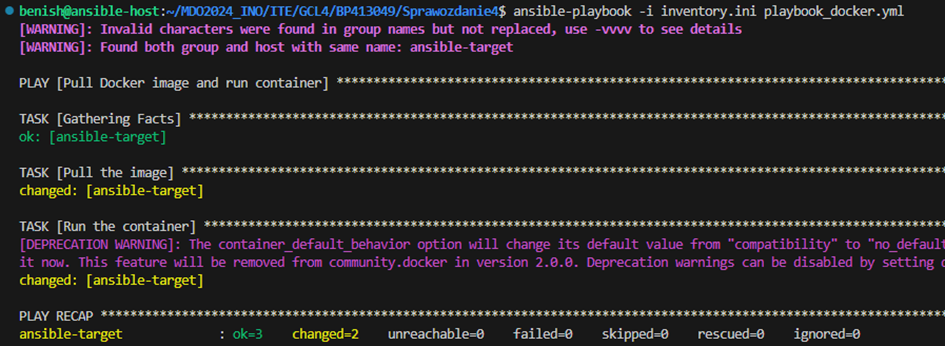 benish@ansible-host:~/MDO2024_INO/ITE/GCL4/BP413049/Sprawozdanie4$ ansible-playbook -i inventory.ini playbook_docker.yml
[WARNING]: Invalid characters were found in group names but not replaced, use -vvvv to see details
[WARNING]: Found both group and host with same name: ansible-target
PLAY [Pull Docker image and run container] ******************************************************************************
TASK [Gathering Facts] **************************************************************************************************
ok: [ansible-target]
TASK [Pull the image] ***************************************************************************************************
changed: [ansible-target]
TASK [Run the container] ************************************************************************************************
[DEPRECATION WARNING]: The container_default_behavior option will change its default value from "compatibility" to "no_default
it now. This feature will be removed from community.docker in version 2.0.0. Deprecation warnings can be disabled by setting
changed: [ansible-target]
PLAY RECAP **************************************************************************************************************
ansible-target : ok=3 changed=2 unreachable=0 failed=0 skipped=0 rescued=0 ignored=0